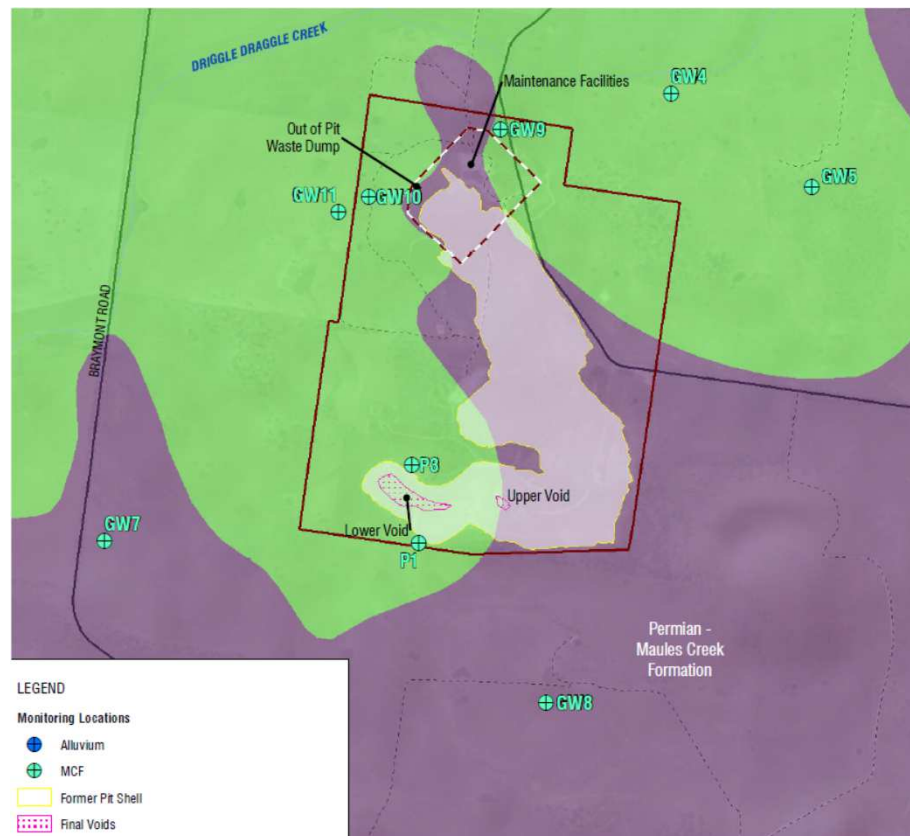 DRIGGLE DRAGGLE CREEK
Maintenance Facilities
GW4
Out of Pit
Waste Dump
GW9
GW5
GW11
GW10
BRAYMONT ROAD
P8
Upper Void
Lower Void
GW7
P1
Permian -
Maules Creek
Formation
GW8
LEGEND
Monitoring Locations
Alluvium
MCF
Former Pit Shell
Final Voids